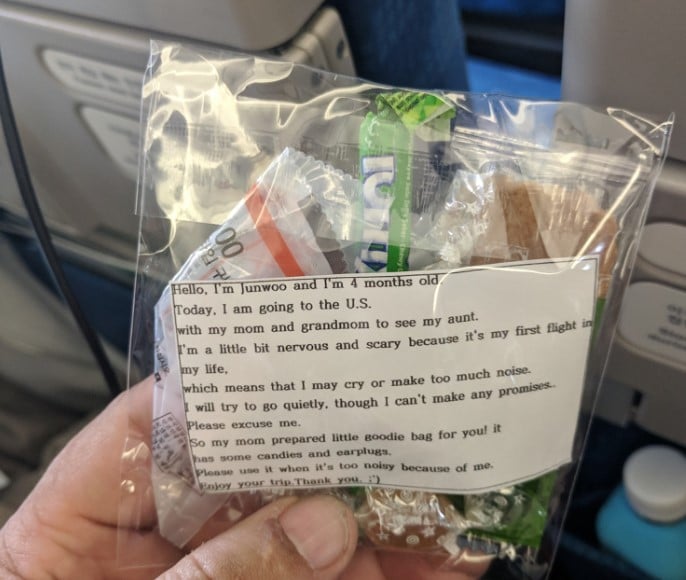 00
Hello, I'm Junwoo and I'm 4 months old
Today, I am going to the U.S.
with my mom and grandmom to see my aunt.
I'm a little bit nervous and scary because it's my first flight in
my life,
which means that I may cry or make too much noise.
I will try to go quietly, though I can't make any promises..
Please excuse me.
So my mom prepared little goodie bag for you! it
has some candies and earplugs.
Please use it when it's too noisy because of me.
Enjoy your trip.Thank you. :')